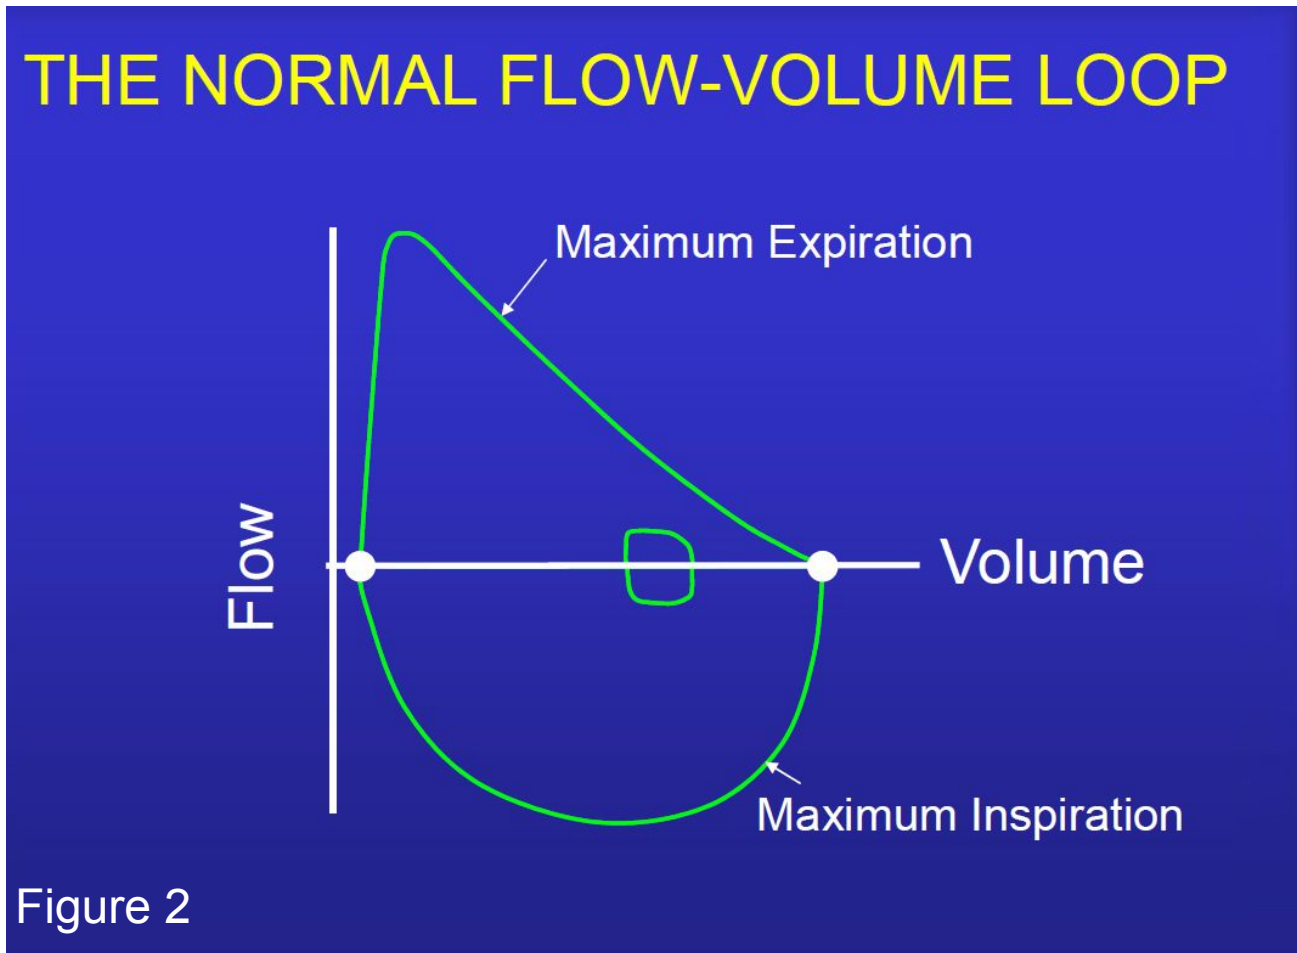 THE NORMAL FLOW-VOLUME LOOP
Maximum Expiration
Flow
Volume
Maximum Inspiration
Figure 2